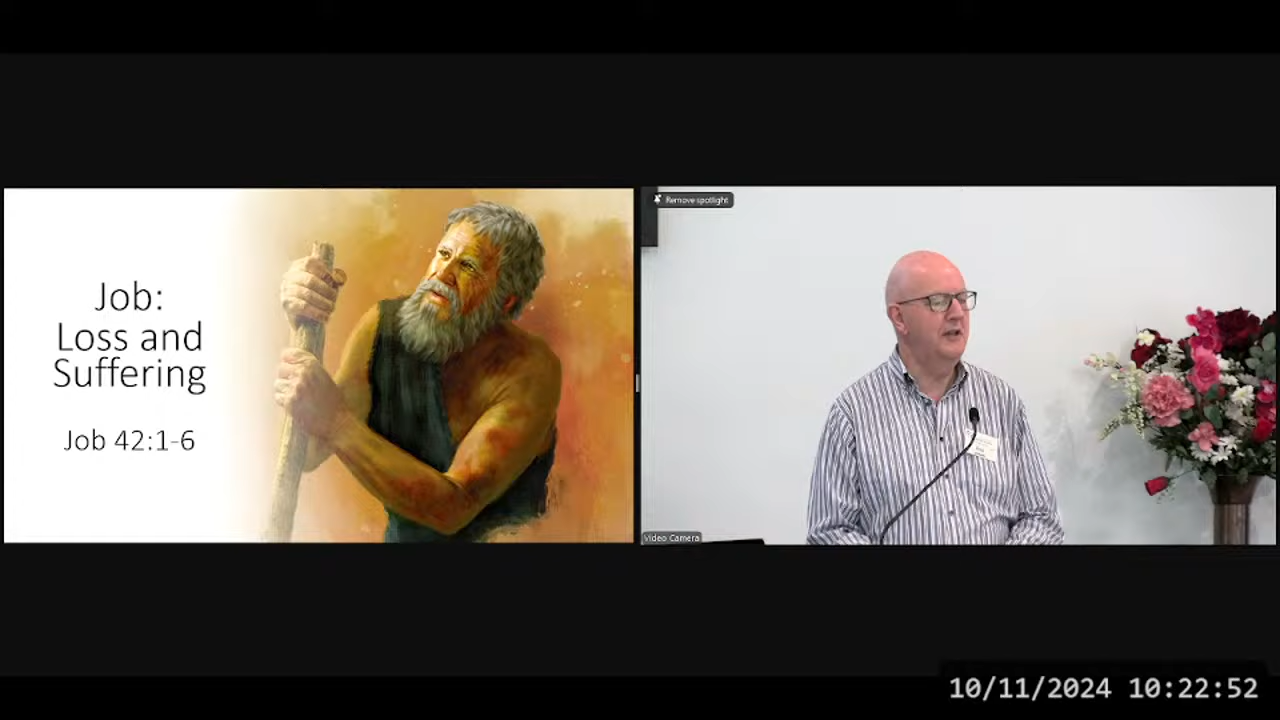 Job:
Loss and
Suffering
Job 42:1-6
Remove spotlight
Video Camera
10/11/2024 10:22:52